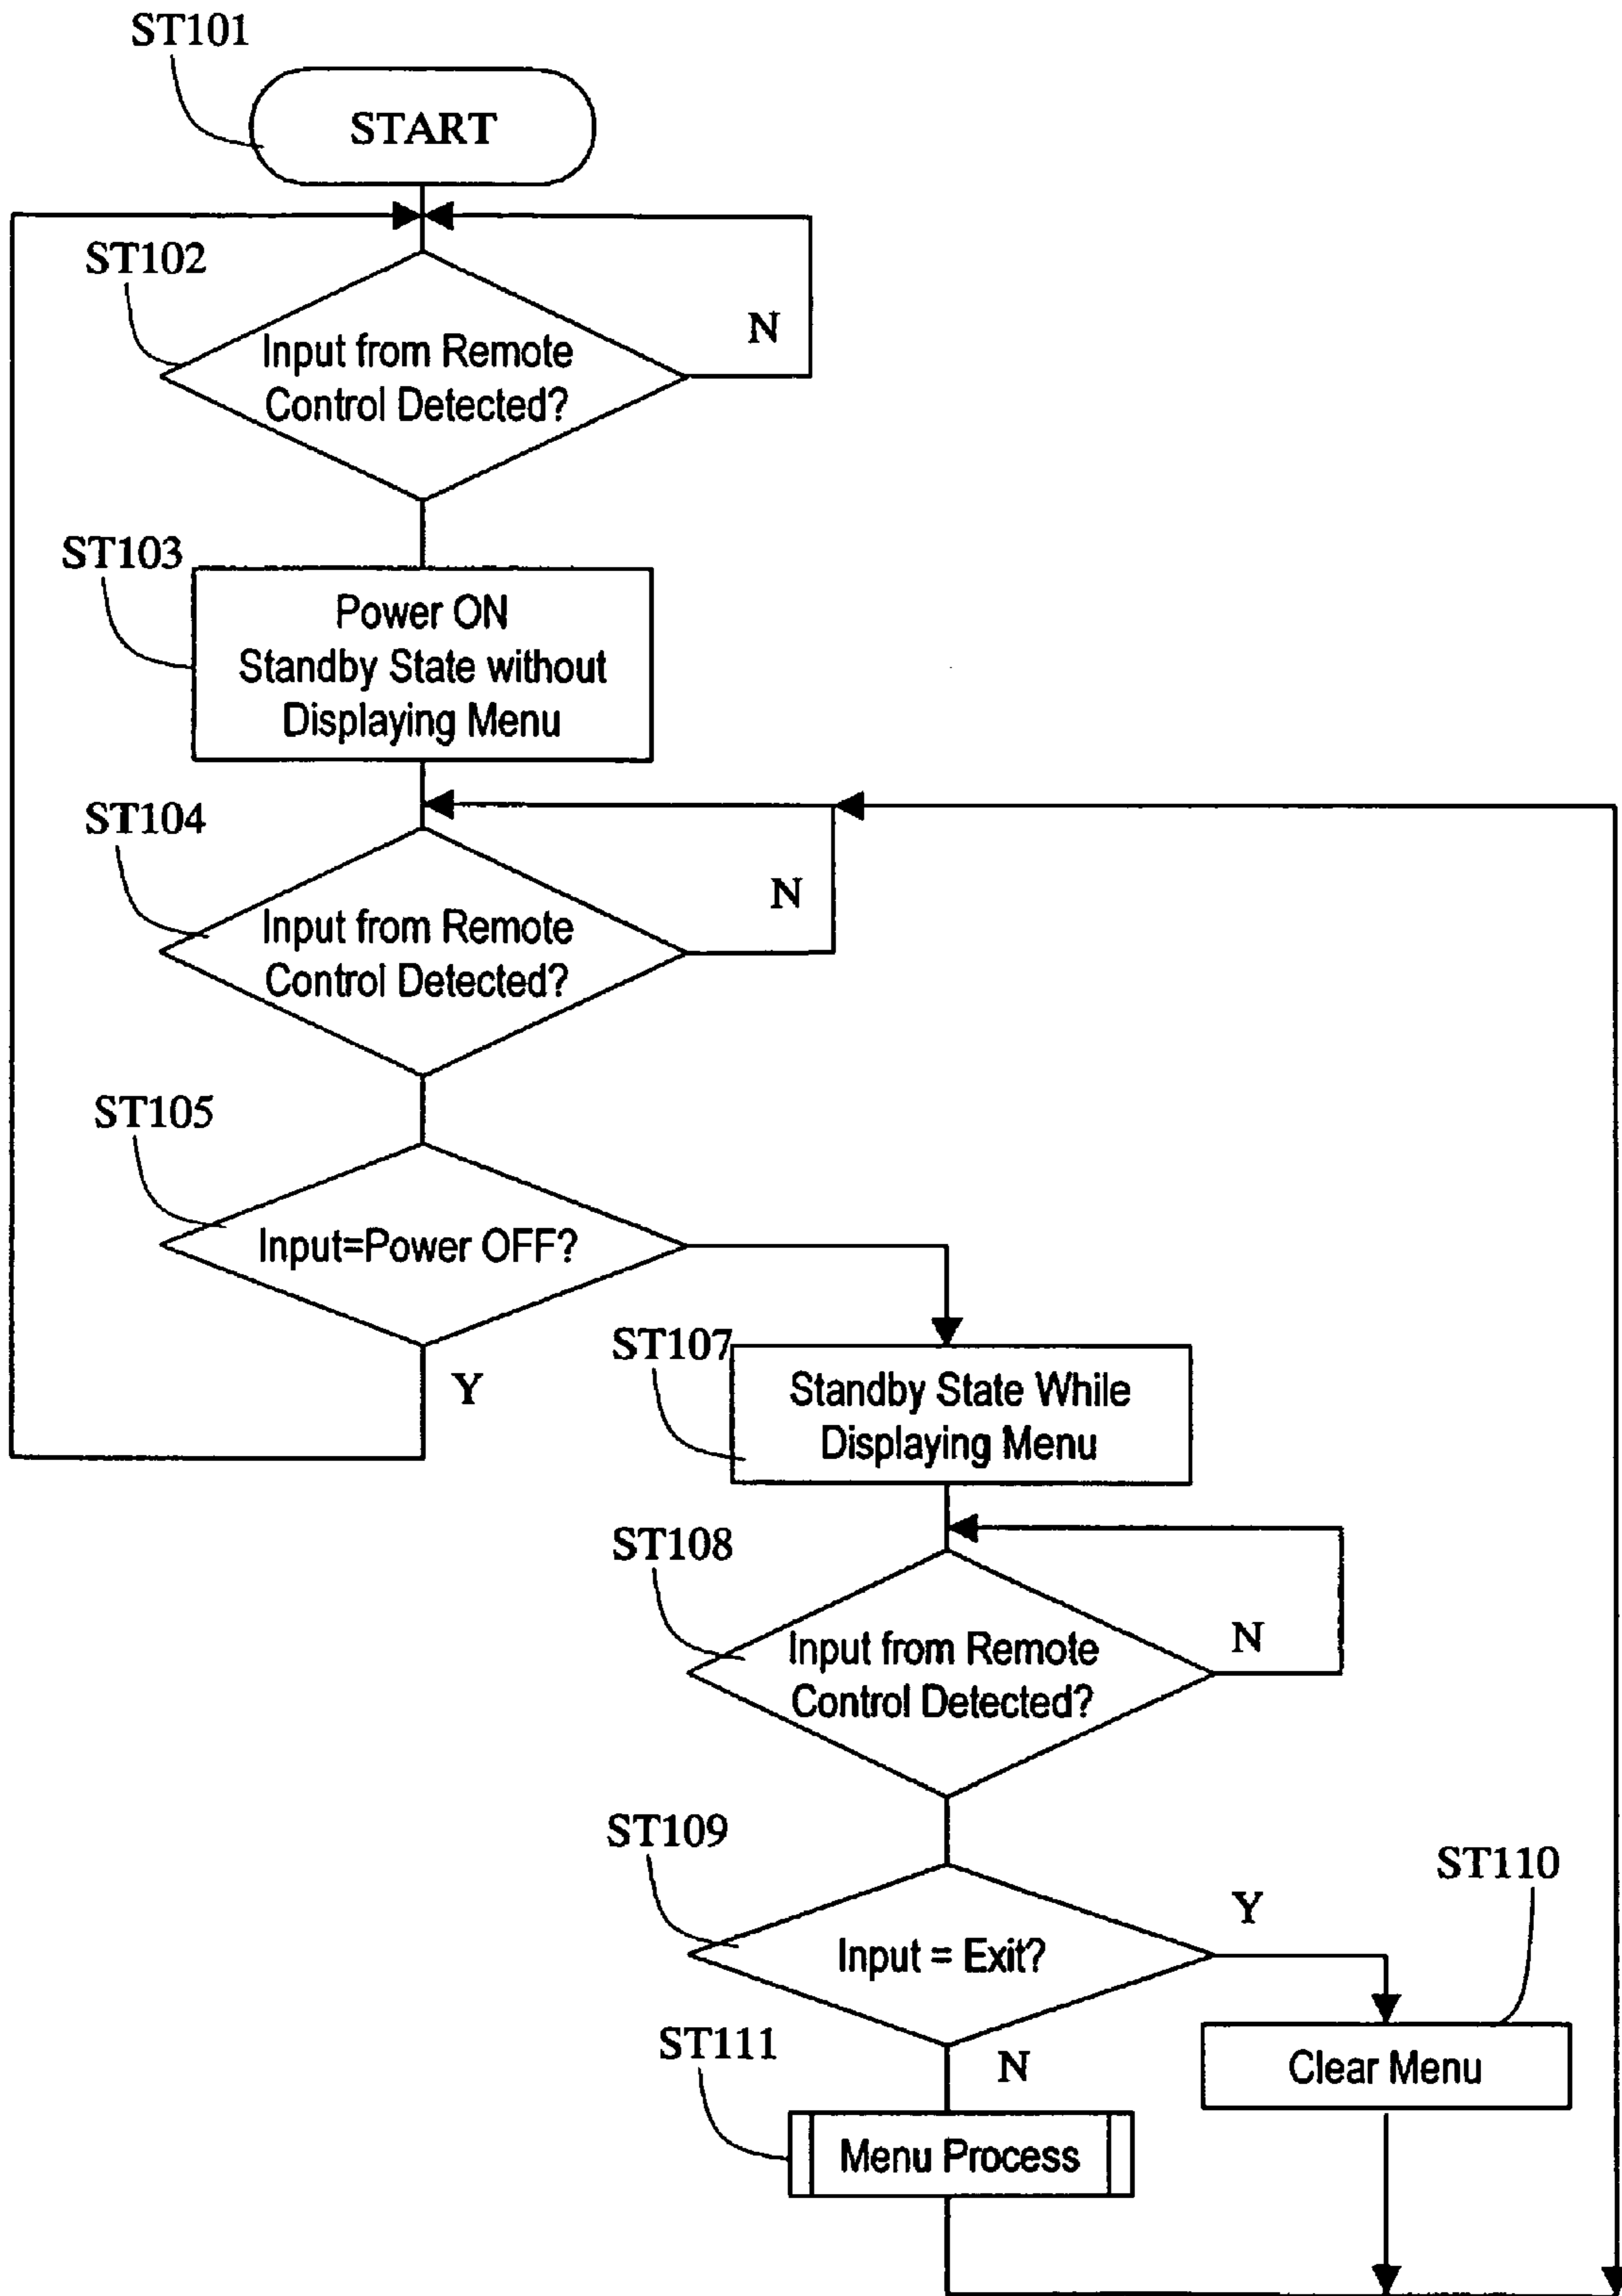 ST101
START
ST102
N
Input from Remote
Control Detected?
ST103
Power ON
Standby State without
Displaying Menu
ST104
N
Input from Remote
Control Detected?
ST105
Input=Power OFF?
Y
ST107
Standby State While
Displaying Menu
ST108
N
Input from Remote
Control Detected?
ST109
Y
ST110
Input = Exit?
ST111
N
Clear Menu
Menu Process